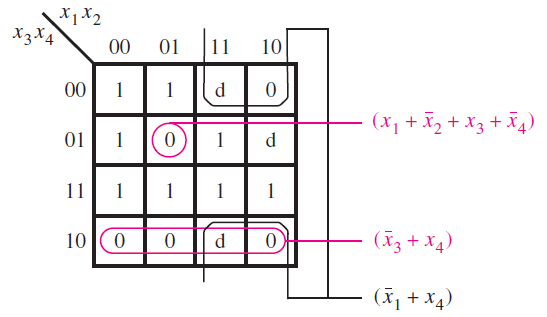 x₁x₂
x₃x₄
00 01 11 10
00 1 1 d 0
01 1 0 1 d
(x₁ + x̄₂ + x₃ + x̄₄)
11 1 1 1 1
10 0 0 d 0
(x̄₃ + x₄)
(x̄₁ + x₄)